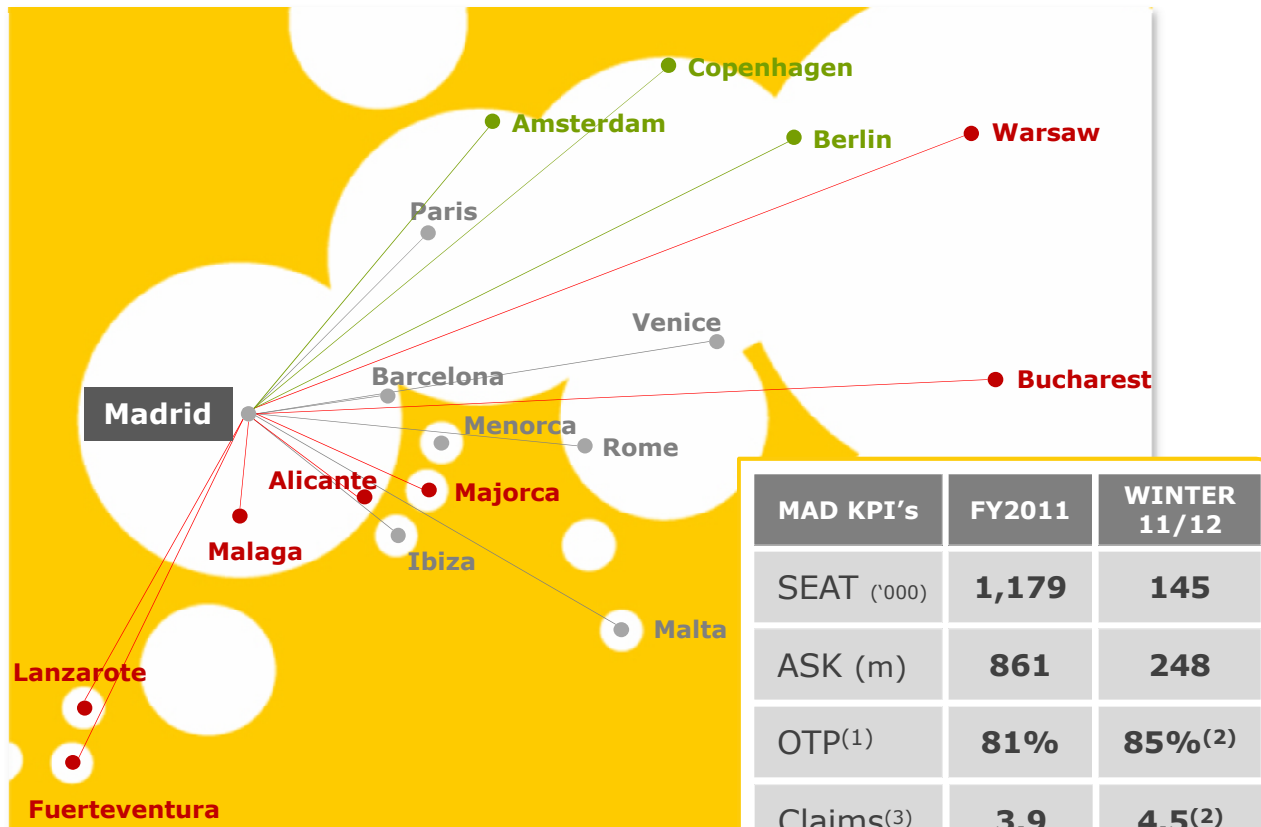 Copenhagen
Amsterdam
Berlin
Warsaw
Paris
Venice
Barcelona
Bucharest
Madrid
Menorca
Rome
Alicante
Majorca
Malaga
Ibiza
Malta
Lanzarote
Fuerteventura
MAD KPI's FY2011 WINTER
11/12
SEAT ('000) 1,179 145
ASK (m) 861 248
OTP(1) 81% 85%(2)
Claims(3) 3.9 4.5(2)